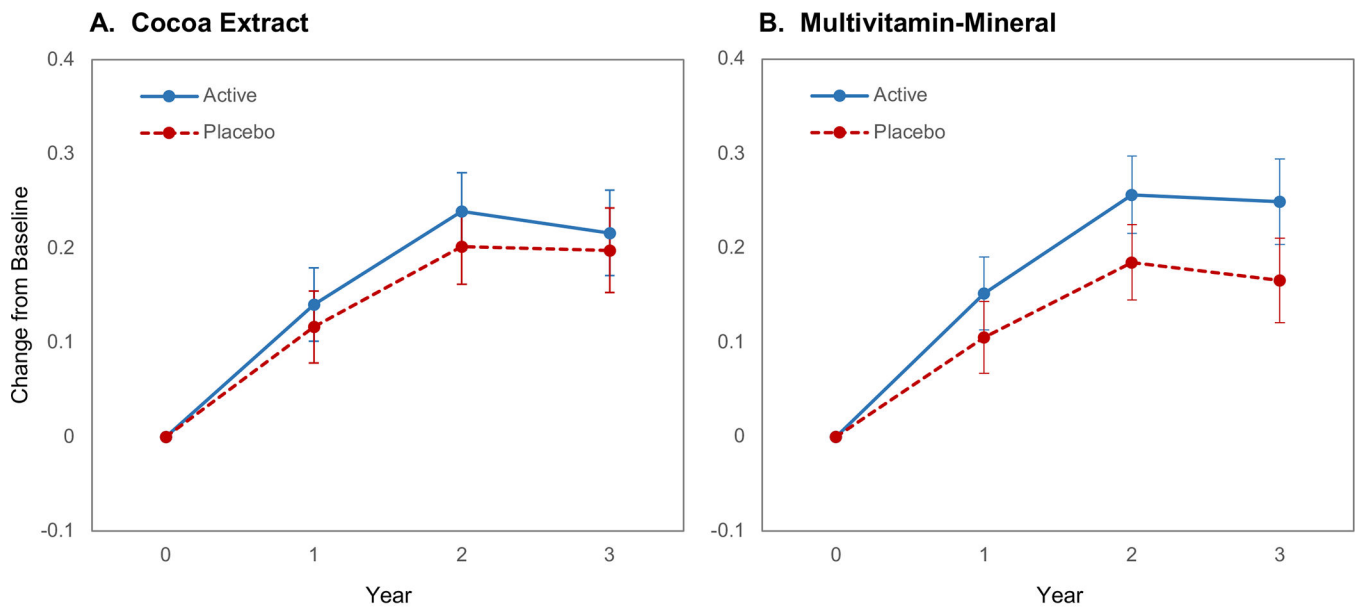 A. Cocoa Extract
Change from Baseline
0.4
0.3
0.2
0.1
0
-0.1
Active
Placebo
0
1
2
3
Year
B. Multivitamin-Mineral
0.4
0.3
0.2
0.1
0
-0.1
Active
Placebo
0
1
2
3
Year